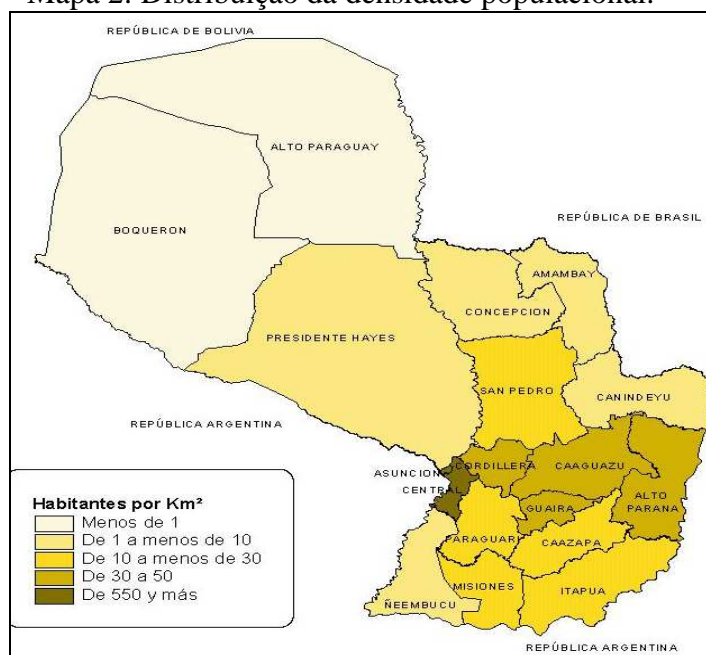 Mapa 2. Distribuição da densidade populacional.
REPÚBLICA DE BOLIVIA
ALTO PARAGUAY
BOQUERON
REPÚBLICA DE BRASIL
AMAMBAY
CONCEPCION
PRESIDENTE HAYES
SAN PEDRO
CANINDEYU
REPÚBLICA ARGENTINA
ASUNCION
CORDILLERA
CAAGUAZU
CENTRAL
ALTO
PARANA
GUAIRA
PARAGUARI
CAAZAPA
MISIONES
ITAPUA
ÑEEMBUCU
REPÚBLICA ARGENTINA
Habitantes por Km²
Menos de 1
De 1 a menos de 10
De 10 a menos de 30
De 30 a 50
De 550 y más